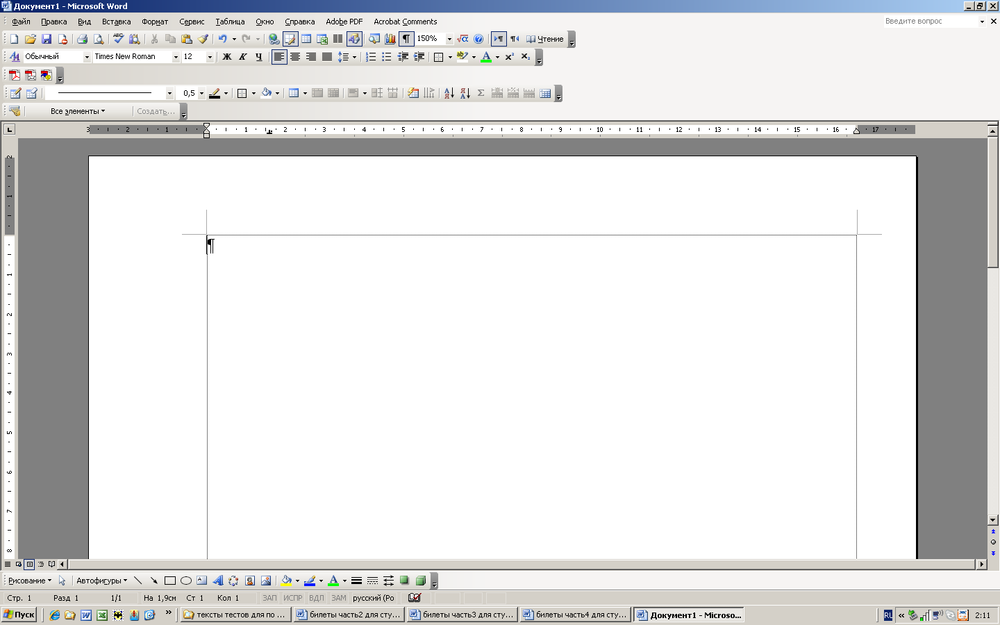 Документ1 - Microsoft Word
Файл Правка Вид Вставка Формат Сервис Таблица Окно Справка Adobe PDF Acrobat Comments Введите вопрос
150% Чтение
Обычный Times New Roman 12 Ж К Ч
0,5
Все элементы Создать...
3 2 1 1 2 3 4 5 6 7 8 9 10 11 12 13 14 15 16 17
2
1
¶
1
2
3
4
5
6
7
8
Рисование Автофигуры
Стр. 1 Разд 1 1/1 На 1,9см Ст 1 Кол 1 ЗАП ИСПР ВДЛ ЗАМ русский (Ро
Пуск тексты тестов для по ... билеты часть2 для сту... билеты часть3 для сту... билеты часть4 для сту... Документ1 - Microso... RU 2:11